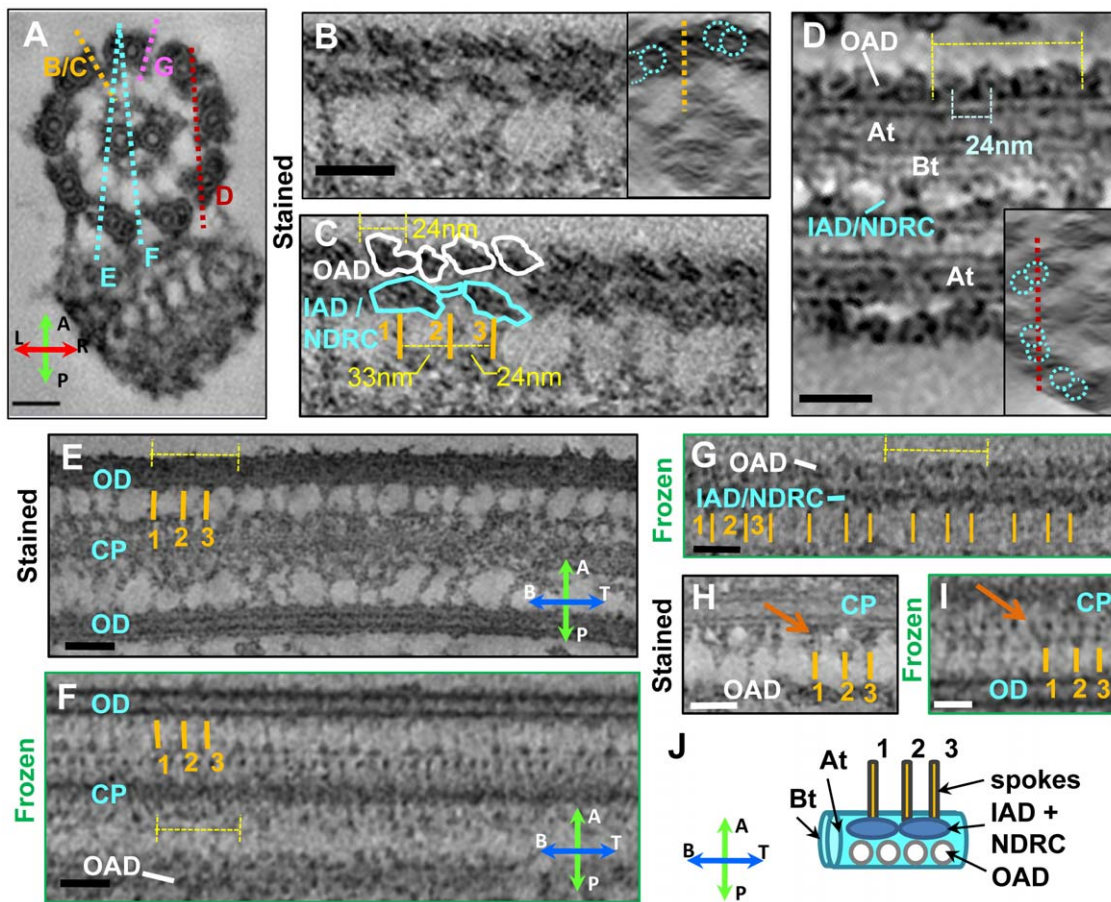 A
B/C
G
D
E
F
A
L
R
P
Stained
B
C
24nm
OAD
IAD /
NDRC
1
2
3
33nm
24nm
D
OAD
At
24nm
Bt
IAD/NDRC
At
Stained
E
OD
1
2
3
CP
OD
A
B
T
P
Frozen
F
OD
1
2
3
CP
OAD
A
B
T
P
Frozen
G
OAD
IAD/NDRC
1
2
3
Stained
H
CP
1
2
3
OAD
Frozen
I
CP
1
2
3
OD
J
A
B
T
P
1
2
3
At
Bt
spokes
IAD +
NDRC
OAD